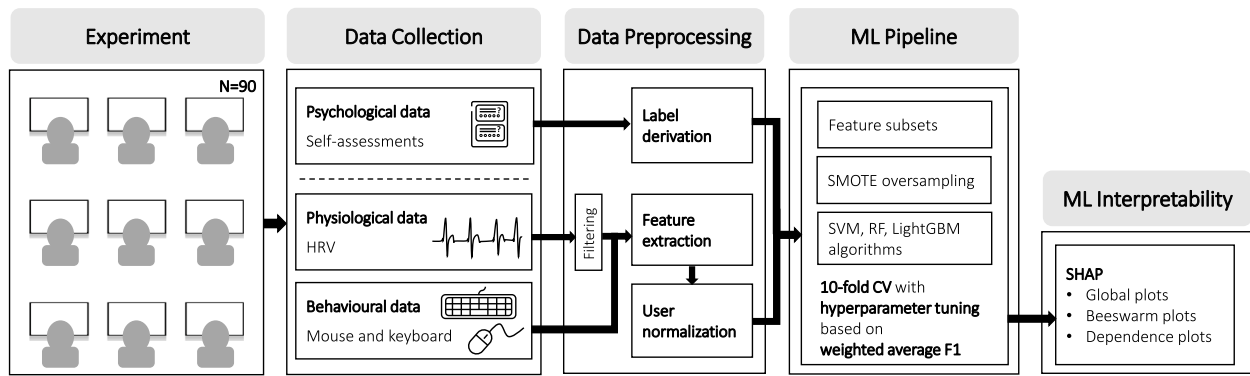 Experiment
N=90
Data Collection
Psychological data
Self-assessments
Physiological data
HRV
Behavioural data
Mouse and keyboard
Data Preprocessing
Label
derivation
Filtering
Feature
extraction
User
normalization
ML Pipeline
Feature subsets
SMOTE oversampling
SVM, RF, LightGBM
algorithms
10-fold CV with
hyperparameter tuning
based on
weighted average F1
ML Interpretability
SHAP
• Global plots
• Beeswarm plots
• Dependence plots